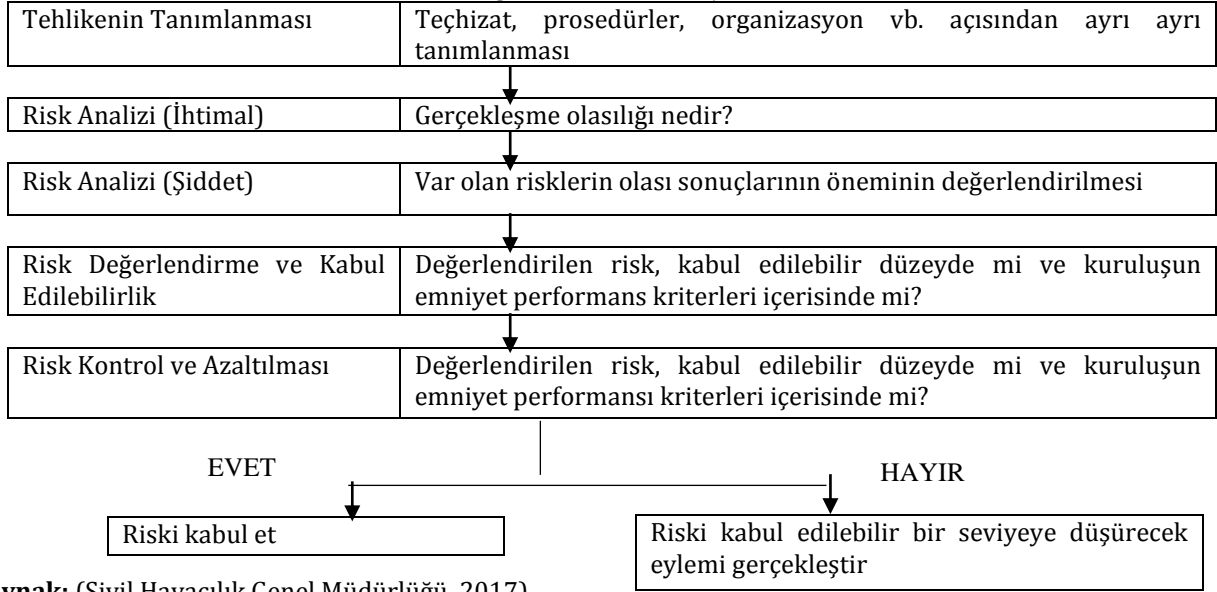 Tehlikenin Tanımlanması
Teçhizat, prosedürler, organizasyon vb. açısından ayrı ayrı
tanımlanması
Risk Analizi (İhtimal)
Gerçekleşme olasılığı nedir?
Risk Analizi (Şiddet)
Var olan risklerin olası sonuçlarının öneminin değerlendirilmesi
Risk Değerlendirme ve Kabul
Edilebilirlik
Değerlendirilen risk, kabul edilebilir düzeyde mi ve kuruluşun
emniyet performans kriterleri içerisinde mi?
Risk Kontrol ve Azaltılması
Değerlendirilen risk, kabul edilebilir düzeyde mi ve kuruluşun
emniyet performansı kriterleri içerisinde mi?
EVET
HAYIR
Riski kabul et
Riski kabul edilebilir bir seviyeye düşürecek
eylemi gerçekleştir
(Sivil Havacılık Genel Müdürlüğü, 2017)